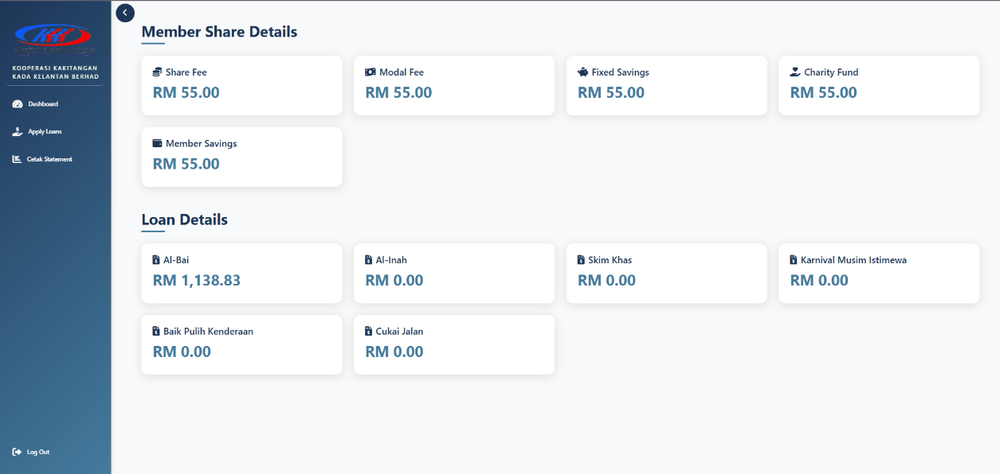 KOOPERASI KAKITANGAN
KADA KELANTAN BERHAD
Dashboard
Apply Loans
Cetak Statement
Log Out
Member Share Details
Share Fee
RM 55.00
Modal Fee
RM 55.00
Fixed Savings
RM 55.00
Charity Fund
RM 55.00
Member Savings
RM 55.00
Loan Details
Al-Bai
RM 1,138.83
Al-Inah
RM 0.00
Skim Khas
RM 0.00
Karnival Musim Istimewa
RM 0.00
Baik Pulih Kenderaan
RM 0.00
Cukai Jalan
RM 0.00